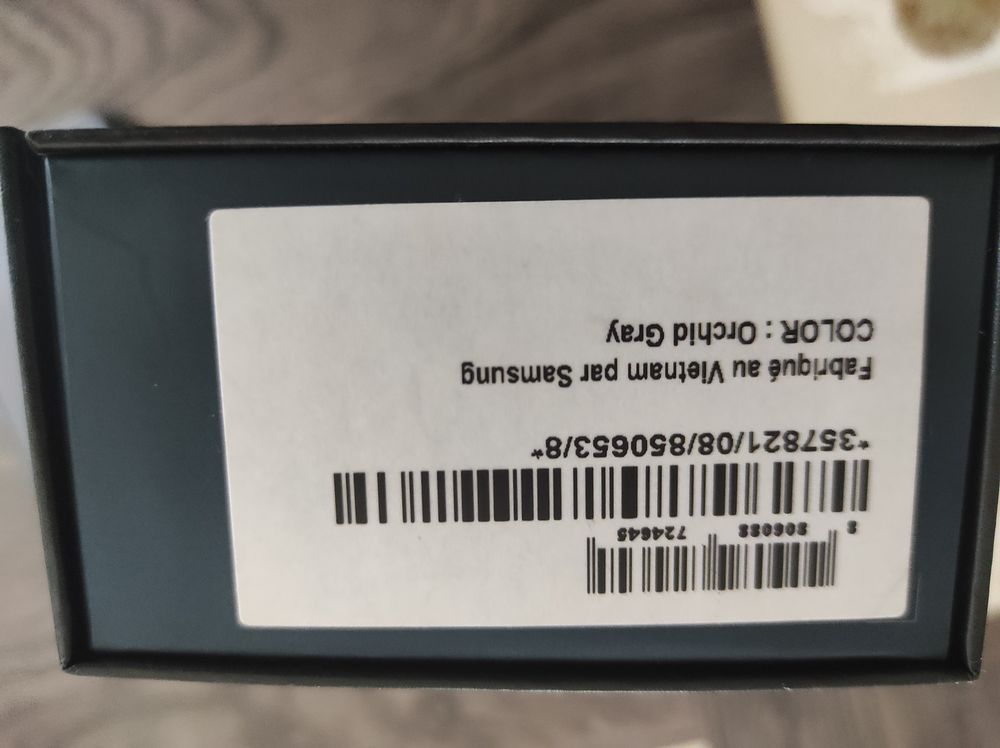 8 806088 724645
*357821/08/850653/8*
Fabriqué au Vietnam par Samsung
COLOR : Orchid Gray